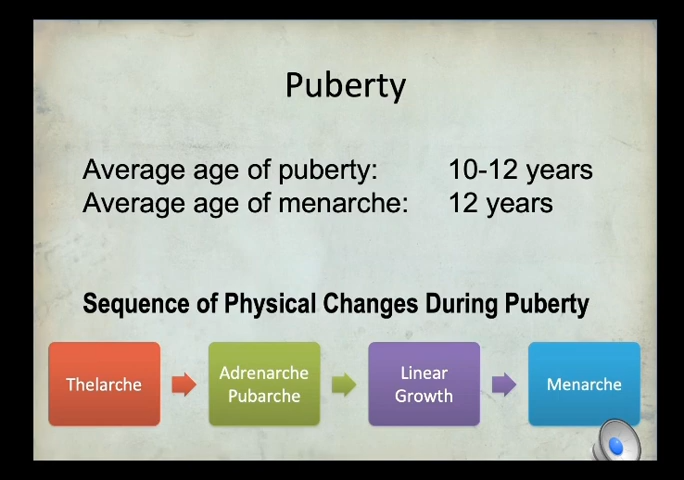 Puberty
Average age of puberty: 10-12 years
Average age of menarche: 12 years
Sequence of Physical Changes During Puberty
Thelarche
Adrenarche
Pubarche
Linear
Growth
Menarche